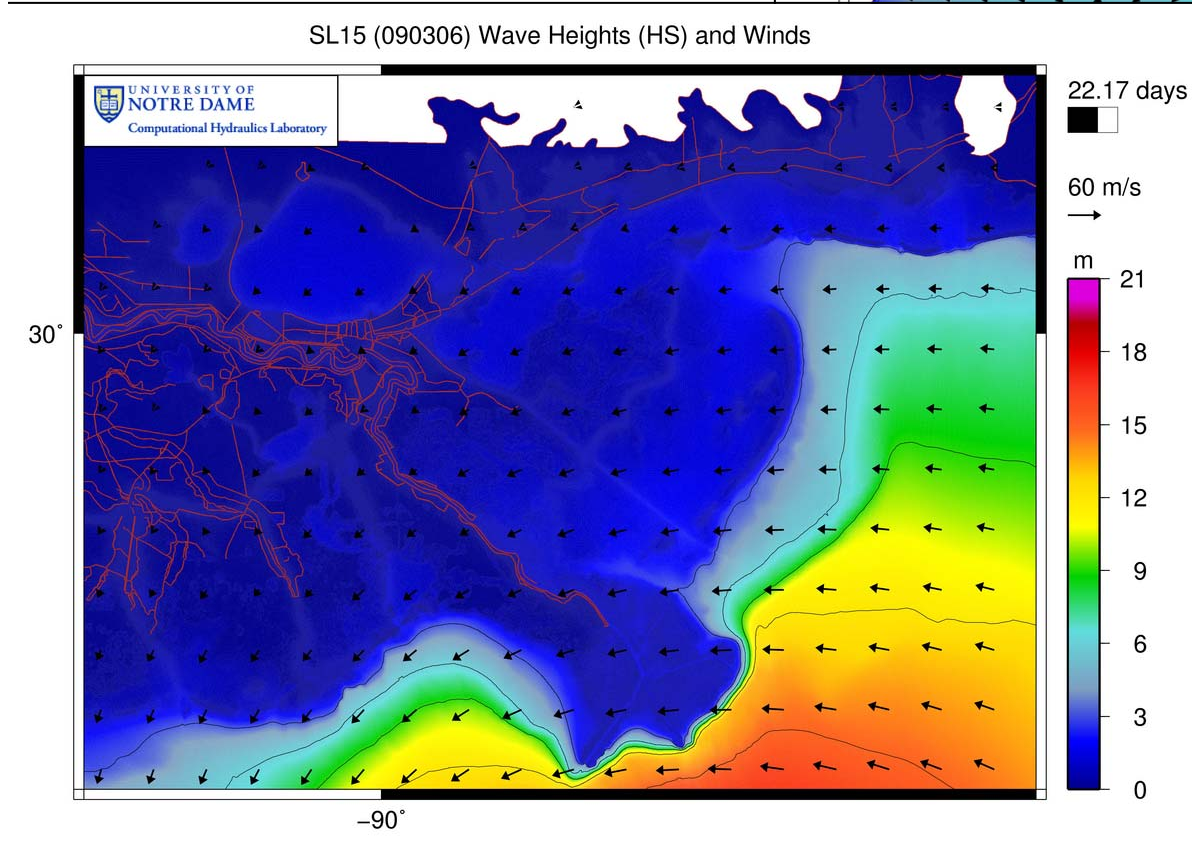 SL15 (090306) Wave Heights (HS) and Winds
UNIVERSITY OF
NOTRE DAME
Computational Hydraulics Laboratory
22.17 days
60 m/s
m
21
18
15
12
9
6
3
0
30°
−90°